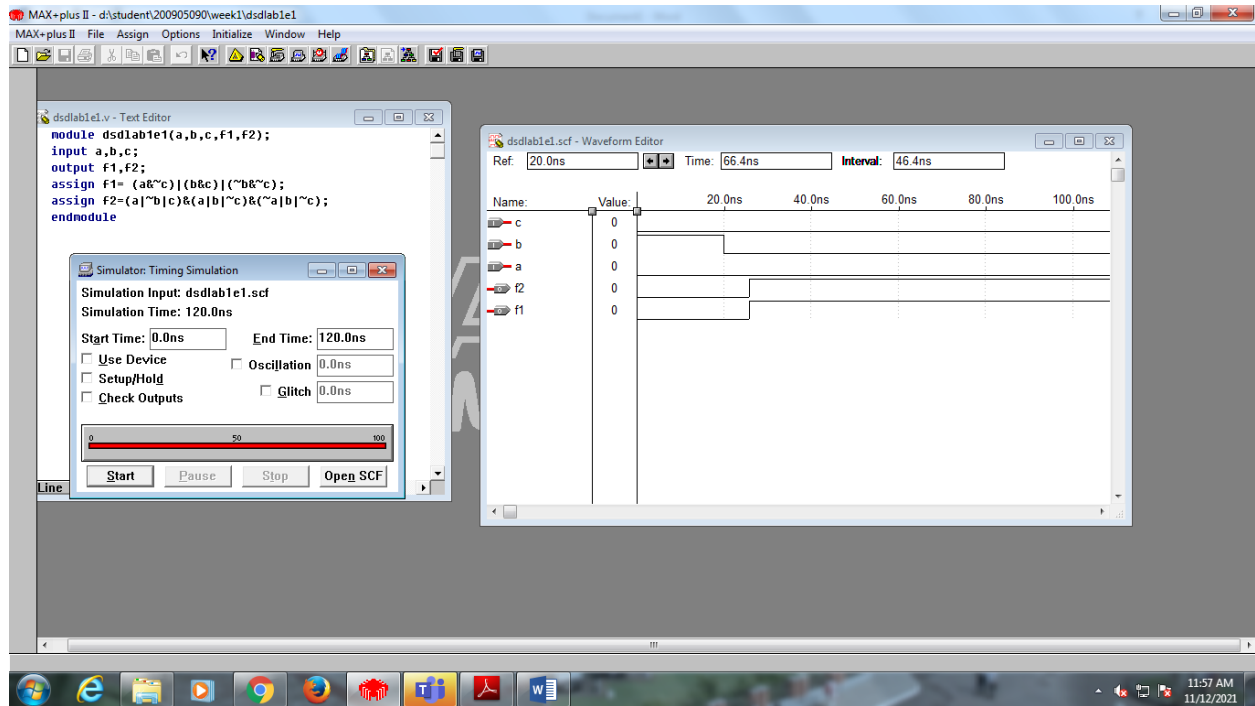 MAX+plus II - d:\student\200905090\week1\dsdlab1e1
MAX+plus II File Assign Options Initialize Window Help
dsdlab1e1.v - Text Editor
module dsdlab1e1(a,b,c,f1,f2);
input a,b,c;
output f1,f2;
assign f1= (a&~c)|(b&c)|(~b&~c);
assign f2=(a|~b|c)&(a|b|~c)&(~a|b|~c);
endmodule
Line
Simulator: Timing Simulation
Simulation Input: dsdlab1e1.scf
Simulation Time: 120.0ns
Start Time: 0.0ns End Time: 120.0ns
Use Device
Oscillation 0.0ns
Setup/Hold
Glitch 0.0ns
Check Outputs
0 50 100
Start Pause Stop Open SCF
dsdlab1e1.scf - Waveform Editor
Ref: 20.0ns Time: 66.4ns Interval: 46.4ns
Name: Value: 20.0ns 40.0ns 60.0ns 80.0ns 100.0ns
c 0
b 0
a 0
f2 0
f1 0
11:57 AM
11/12/2021